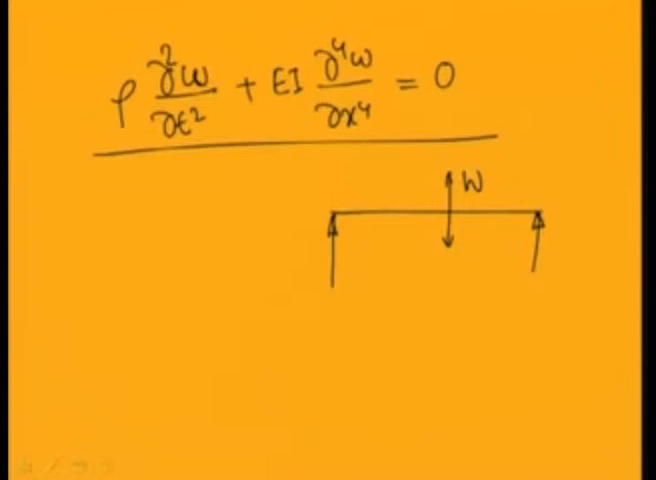 ρ ∂²w/∂t² + EI ∂⁴w/∂x⁴ = 0
w